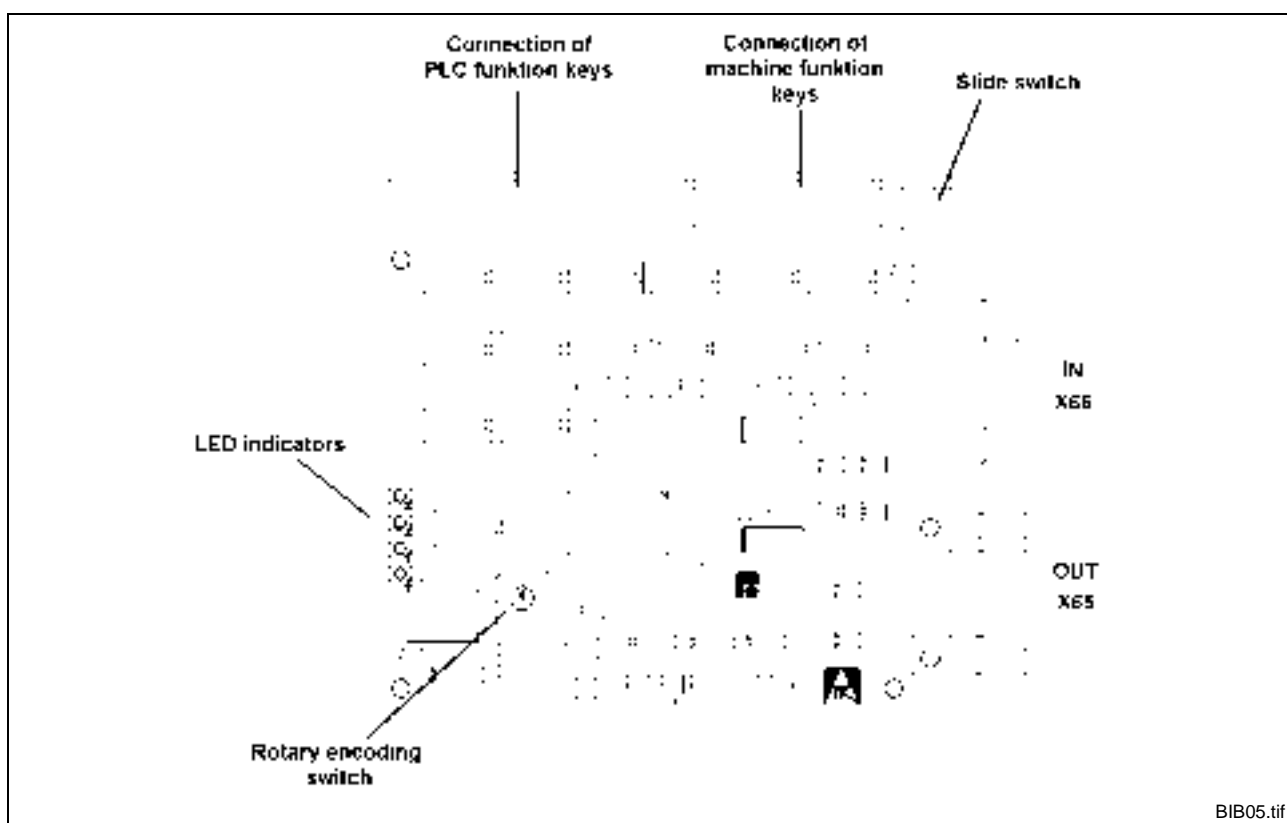 Connection of
PLC funktion keys
Connection of
machine funktion
keys
Slide switch
IN
X66
LED indicators
OUT
X65
Rotary encoding
switch
BIB05.tif